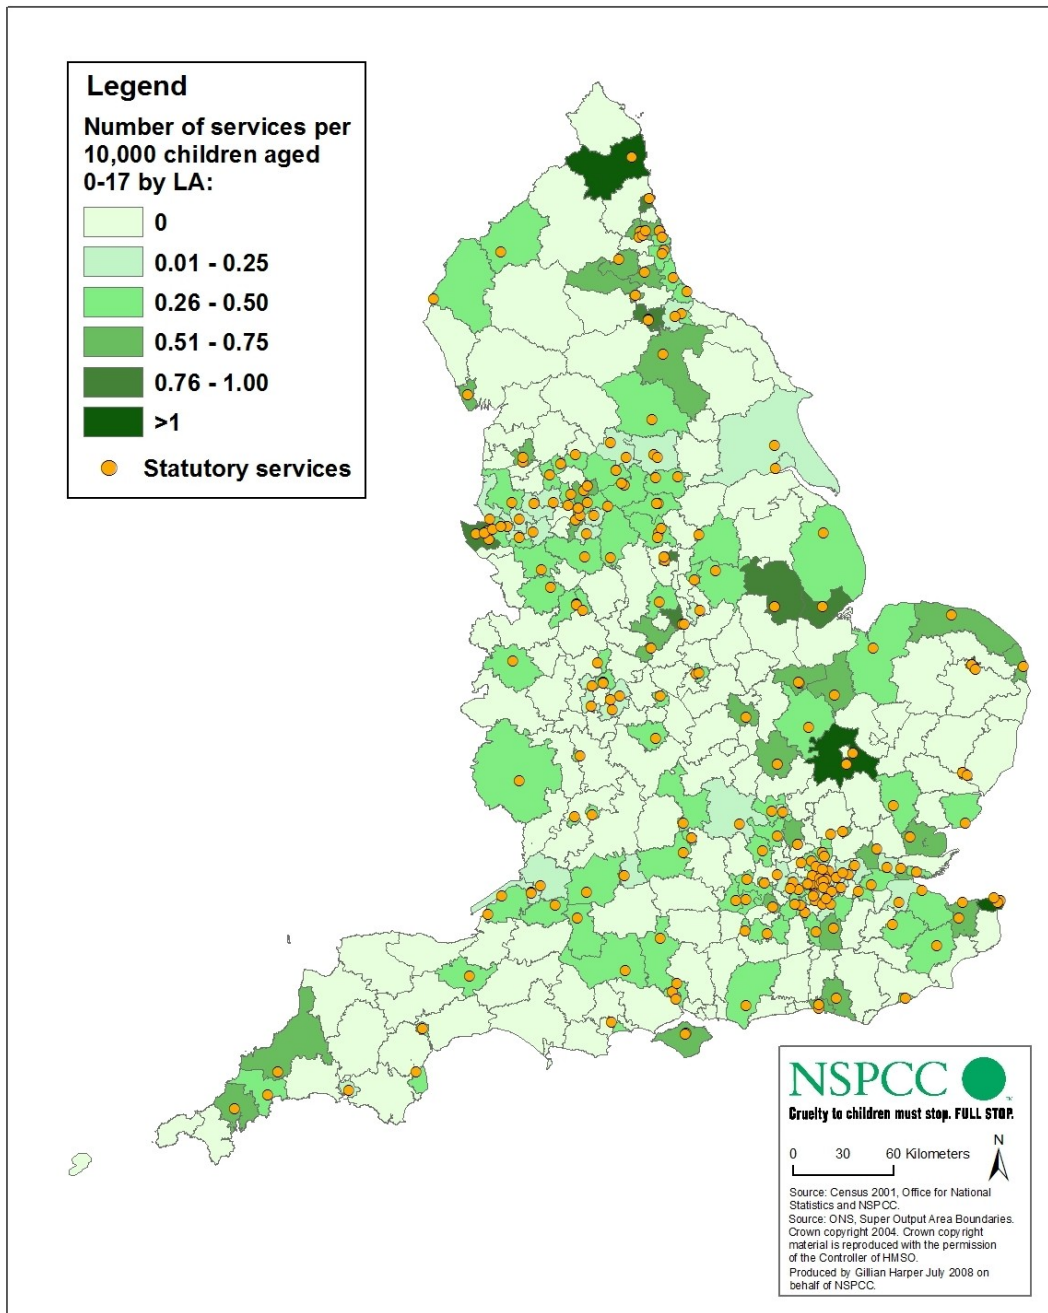 Legend
Number of services per
10,000 children aged
0-17 by LA:
0
0.01 - 0.25
0.26 - 0.50
0.51 - 0.75
0.76 - 1.00
>1
Statutory services
NSPCC
Cruelty to children must stop. FULL STOP.
N
0 30 60 Kilometers
Source: Census 2001, Office for National
Statistics and NSPCC.
Source: ONS, Super Output Area Boundaries.
Crown copyright 2004. Crown copyright
material is reproduced with the permission
of the Controller of HMSO.
Produced by Gillian Harper July 2008 on
behalf of NSPCC.